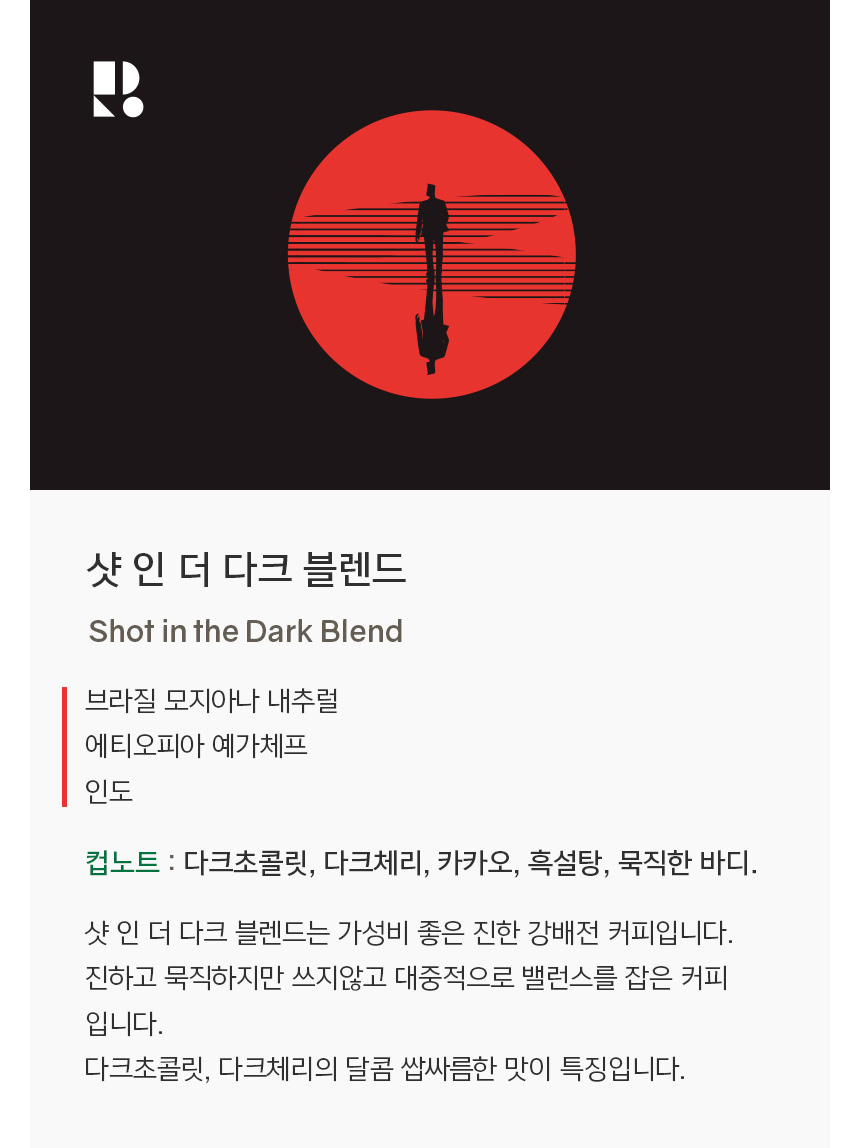 샷 인 더 다크 블렌드
Shot in the Dark Blend
브라질 모지아나 내추럴
에티오피아 예가체프
인도
컵노트 : 다크초콜릿, 다크체리, 카카오, 흑설탕, 묵직한 바디.
샷 인 더 다크 블렌드는 가성비 좋은 진한 강배전 커피입니다.
진하고 묵직하지만 쓰지않고 대중적으로 밸런스를 잡은 커피
입니다.
다크초콜릿, 다크체리의 달콤 쌉싸름한 맛이 특징입니다.